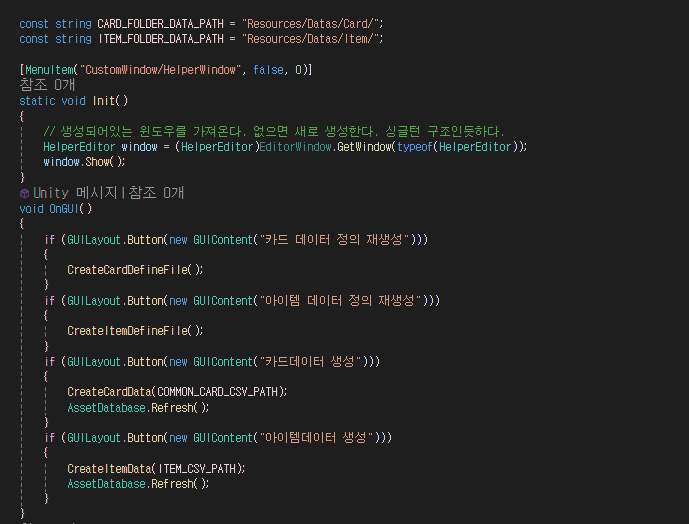 const string CARD_FOLDER_DATA_PATH = "Resources/Datas/Card/";
const string ITEM_FOLDER_DATA_PATH = "Resources/Datas/Item/";
[MenuItem("CustomWindow/HelperWindow", false, 0)]
참조 0개
static void Init()
{
// 생성되어있는 윈도우를 가져온다. 없으면 새로 생성한다. 싱글턴 구조인듯하다.
HelperEditor window = (HelperEditor)EditorWindow.GetWindow(typeof(HelperEditor));
window.Show();
}
Unity 메시지 | 참조 0개
void OnGUI()
{
if (GUILayout.Button(new GUIContent("카드 데이터 정의 재생성")))
{
CreateCardDefineFile();
}
if (GUILayout.Button(new GUIContent("아이템 데이터 정의 재생성")))
{
CreateItemDefineFile();
}
if (GUILayout.Button(new GUIContent("카드데이터 생성")))
{
CreateCardData(COMMON_CARD_CSV_PATH);
AssetDatabase.Refresh();
}
if (GUILayout.Button(new GUIContent("아이템데이터 생성")))
{
CreateItemData(ITEM_CSV_PATH);
AssetDatabase.Refresh();
}
}